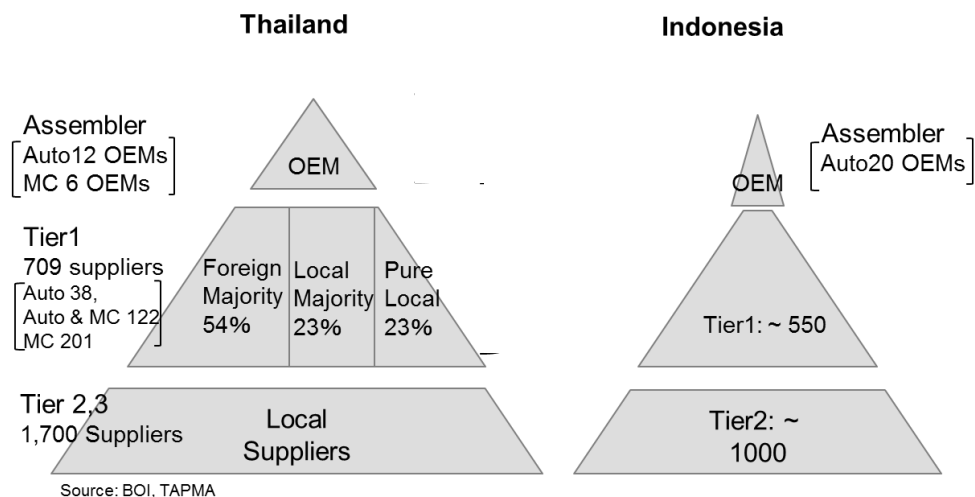 Thailand
Indonesia
Assembler
Auto12 OEMs
MC 6 OEMs
OEM
OEM
Assembler
Auto20 OEMs
Tier1
709 suppliers
Auto 38,
Auto & MC 122
MC 201
Foreign
Majority
54%
Local
Majority
23%
Pure
Local
23%
Tier1: ~ 550
Tier 2,3
1,700 Suppliers
Local
Suppliers
Tier2: ~
1000
Source: BOI, TAPMA